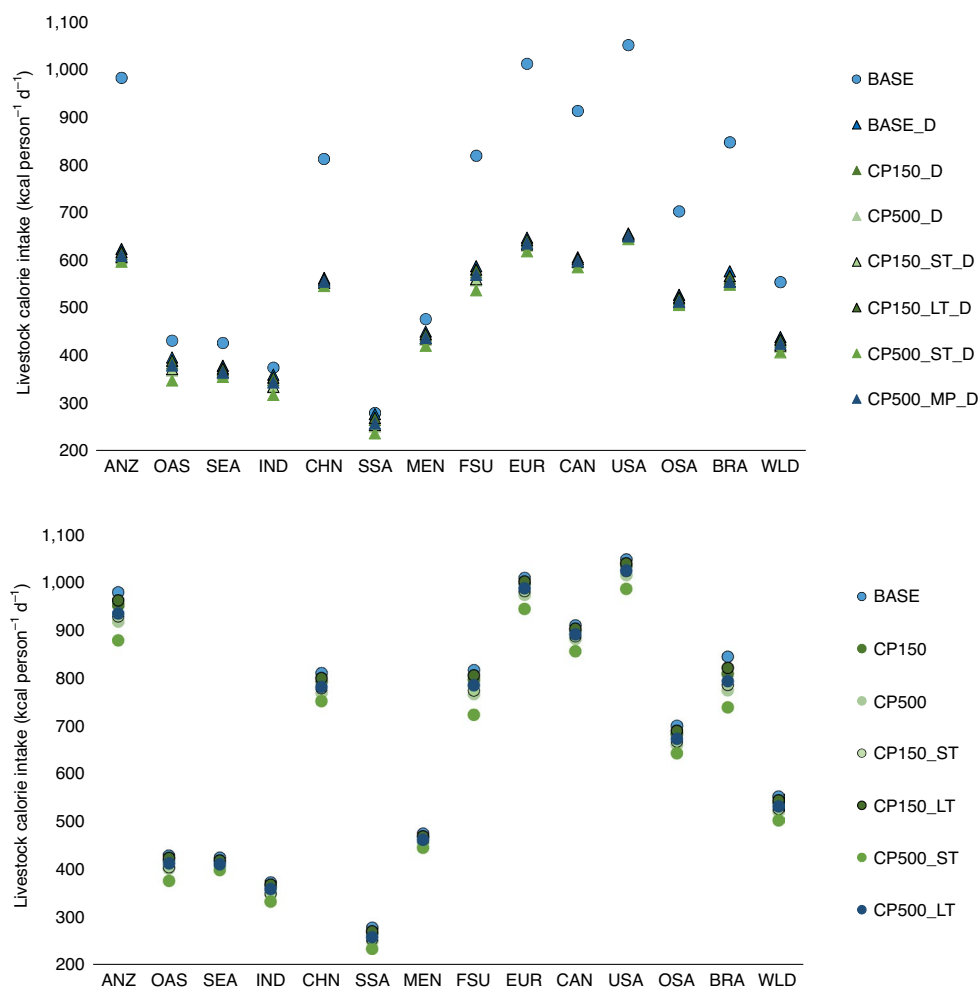 1,100
1,000
900
800
700
600
500
400
300
200
Livestock calorie intake (kcal person⁻¹ d⁻¹)
ANZ OAS SEA IND CHN SSA MEN FSU EUR CAN USA OSA BRA WLD
BASE
BASE_D
CP150_D
CP500_D
CP150_ST_D
CP150_LT_D
CP500_ST_D
CP500_MP_D
1,100
1,000
900
800
700
600
500
400
300
200
Livestock calorie intake (kcal person⁻¹ d⁻¹)
ANZ OAS SEA IND CHN SSA MEN FSU EUR CAN USA OSA BRA WLD
BASE
CP150
CP500
CP150_ST
CP150_LT
CP500_ST
CP500_LT